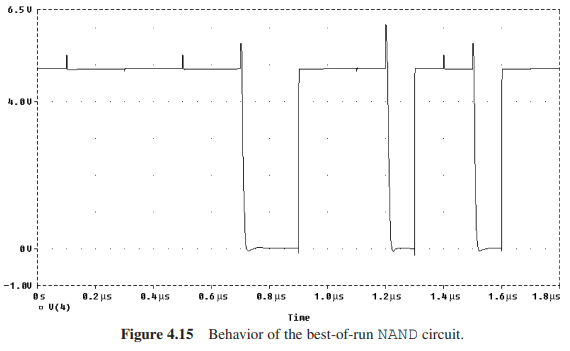 6.5V
4.0V
0V
-1.0V
0s 0.2µs 0.4µs 0.6µs 0.8µs 1.0µs 1.2µs 1.4µs 1.6µs 1.8µs
V(4)
Time
Figure 4.15 Behavior of the best-of-run NAND circuit.